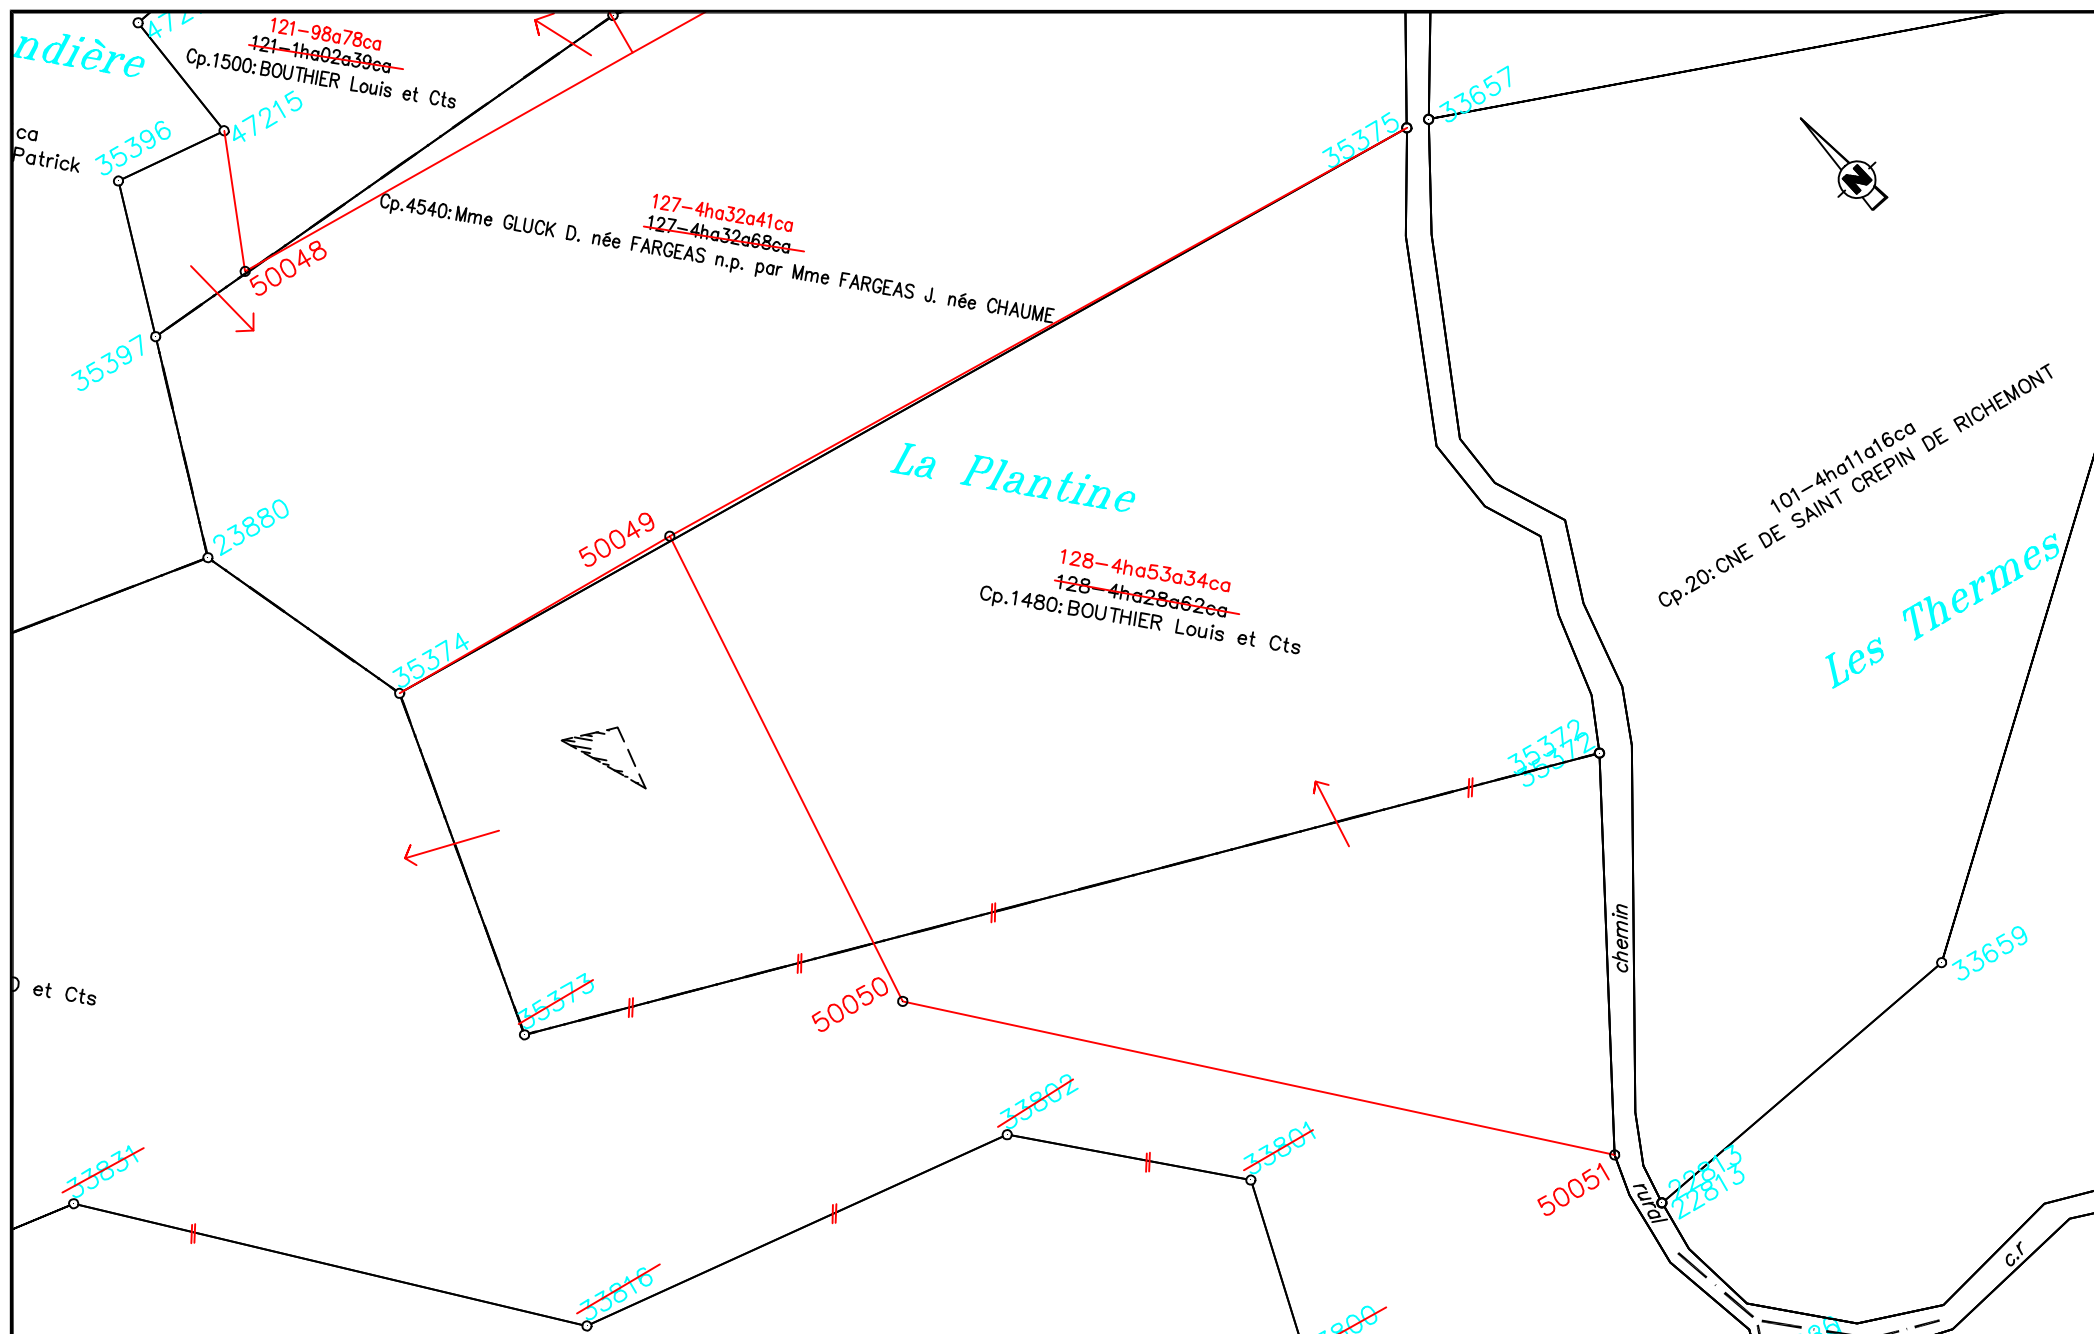 ndière
121-98a78ca
121-1ha02a39ca
Cp.1500: BOUTHIER Louis et Cts
47215
35396
ca
Patrick
33657
35375
N
127-4ha32a41ca
127-4ha32a68ca
Cp.4540: Mme GLUCK D. née FARGEAS n.p. par Mme FARGEAS J. née CHAUME
50048
35397
La Plantine
101-4ha11a16ca
Cp.20: CNE DE SAINT CREPIN DE RICHEMONT
23880
50049
128-4ha53a34ca
128-4ha28a62ca
Cp.1480: BOUTHIER Louis et Cts
Les Thermes
35374
35372
35372
chemin
33659
et Cts
35373
50050
33802
33801
33831
50051
rural
22813
22813
c.r
33816